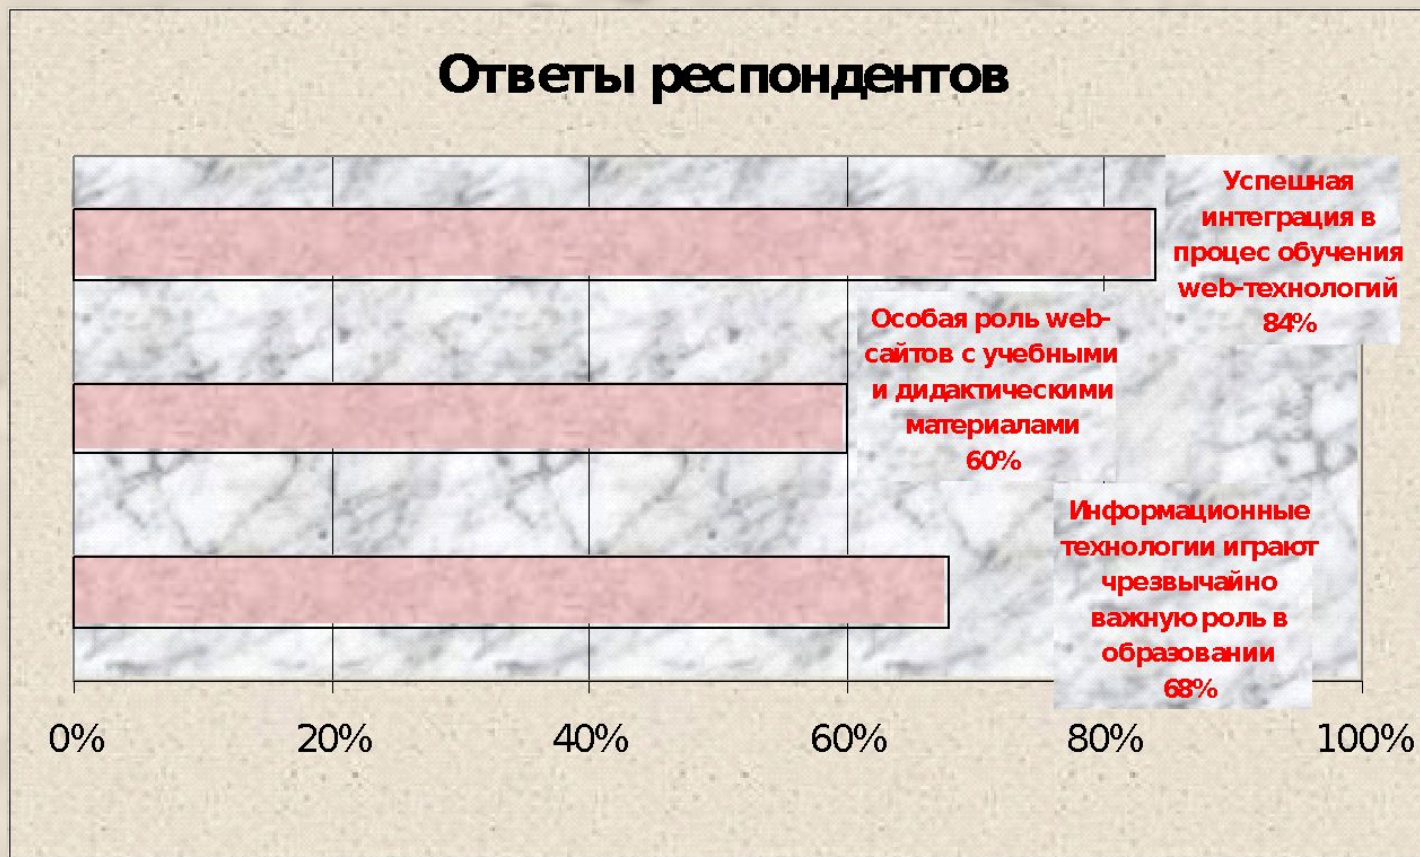 Ответы респондентов
Успешная
интеграция в
процес обучения
web-технологий
84%
Особая роль web-
сайтов с учебными
и дидактическими
материалами
60%
Информационные
технологии играют
чрезвычайно
важную роль в
образовании
68%
0% 20% 40% 60% 80% 100%